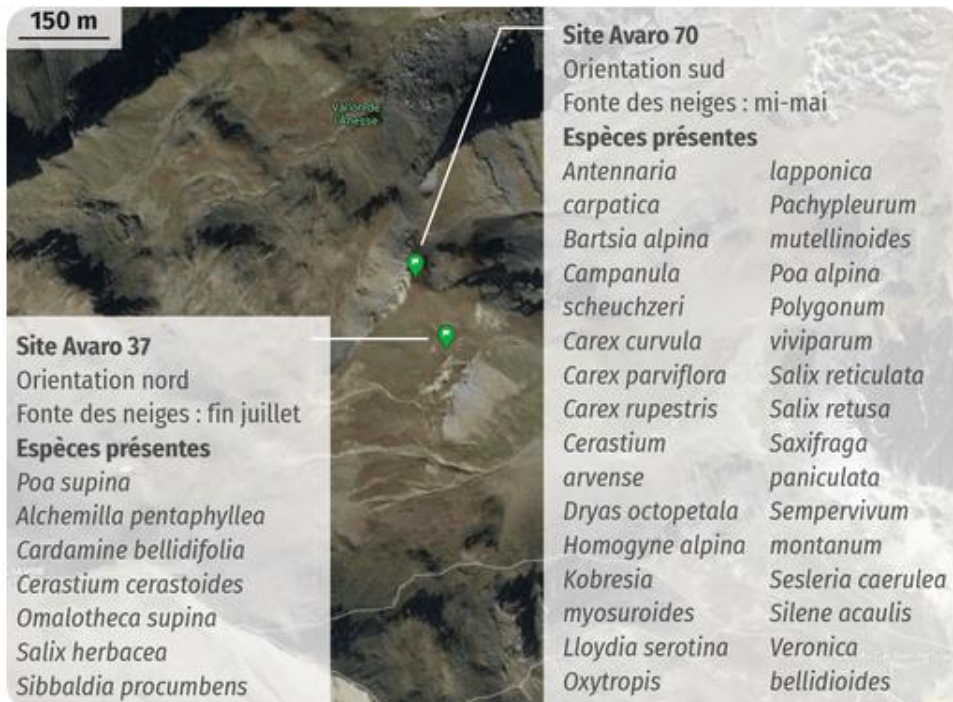 150 m
Vallon de
l'Ânesse
Site Avaro 70
Orientation sud
Fonte des neiges : mi-mai
Espèces présentes
Antennaria
carpatica
Bartsia alpina
Campanula
scheuchzeri
Carex curvula
Carex parviflora
Carex rupestris
Cerastium
arvense
Dryas octopetala
Homogyne alpina
Kobresia
myosuroides
Lloydia serotina
Oxytropis
lapponica
Pachypleurum
mutellinoides
Poa alpina
Polygonum
viviparum
Salix reticulata
Salix retusa
Saxifraga
paniculata
Sempervivum
montanum
Sesleria caerulea
Silene acaulis
Veronica
bellidioides
Site Avaro 37
Orientation nord
Fonte des neiges : fin juillet
Espèces présentes
Poa supina
Alchemilla pentaphyllea
Cardamine bellidifolia
Cerastium cerastoides
Omalotheca supina
Salix herbacea
Sibbaldia procumbens